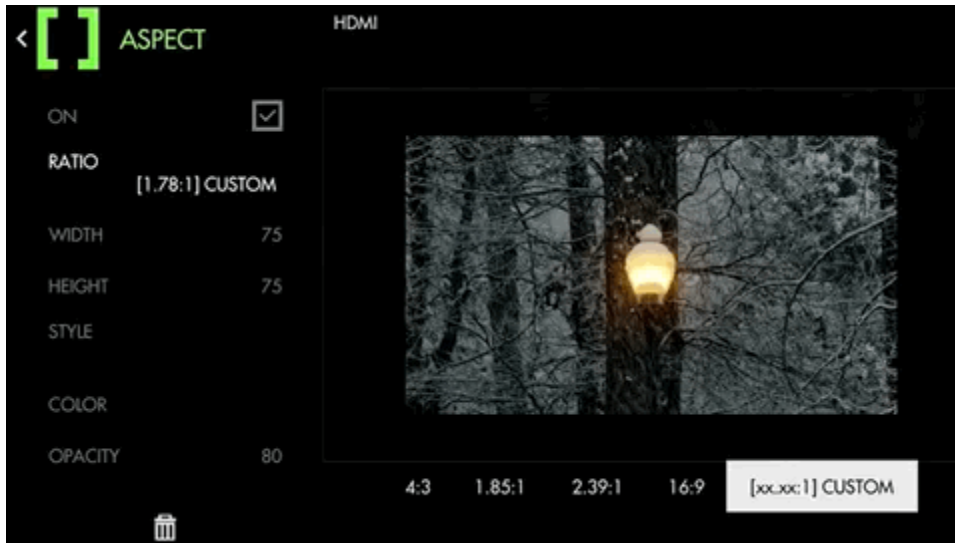 ASPECT
HDMI
ON
RATIO
[1.78:1] CUSTOM
WIDTH 75
HEIGHT 75
STYLE
COLOR
OPACITY 80
4:3 1.85:1 2.39:1 16:9 [xx.xx:1] CUSTOM